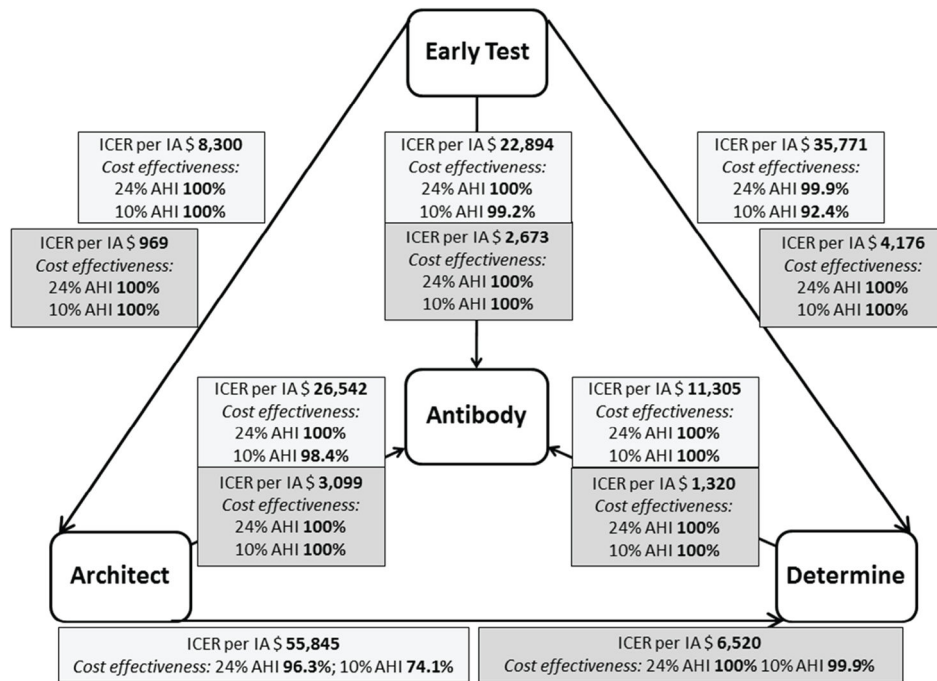 Early Test
ICER per IA $ 8,300
Cost effectiveness:
24% AHI 100%
10% AHI 100%
ICER per IA $ 22,894
Cost effectiveness:
24% AHI 100%
10% AHI 99.2%
ICER per IA $ 35,771
Cost effectiveness:
24% AHI 99.9%
10% AHI 92.4%
ICER per IA $ 969
Cost effectiveness:
24% AHI 100%
10% AHI 100%
ICER per IA $ 2,673
Cost effectiveness:
24% AHI 100%
10% AHI 100%
ICER per IA $ 4,176
Cost effectiveness:
24% AHI 100%
10% AHI 100%
Antibody
ICER per IA $ 26,542
Cost effectiveness:
24% AHI 100%
10% AHI 98.4%
ICER per IA $ 11,305
Cost effectiveness:
24% AHI 100%
10% AHI 100%
ICER per IA $ 3,099
Cost effectiveness:
24% AHI 100%
10% AHI 100%
ICER per IA $ 1,320
Cost effectiveness:
24% AHI 100%
10% AHI 100%
Architect
Determine
ICER per IA $ 55,845
Cost effectiveness: 24% AHI 96.3%; 10% AHI 74.1%
ICER per IA $ 6,520
Cost effectiveness: 24% AHI 100% 10% AHI 99.9%